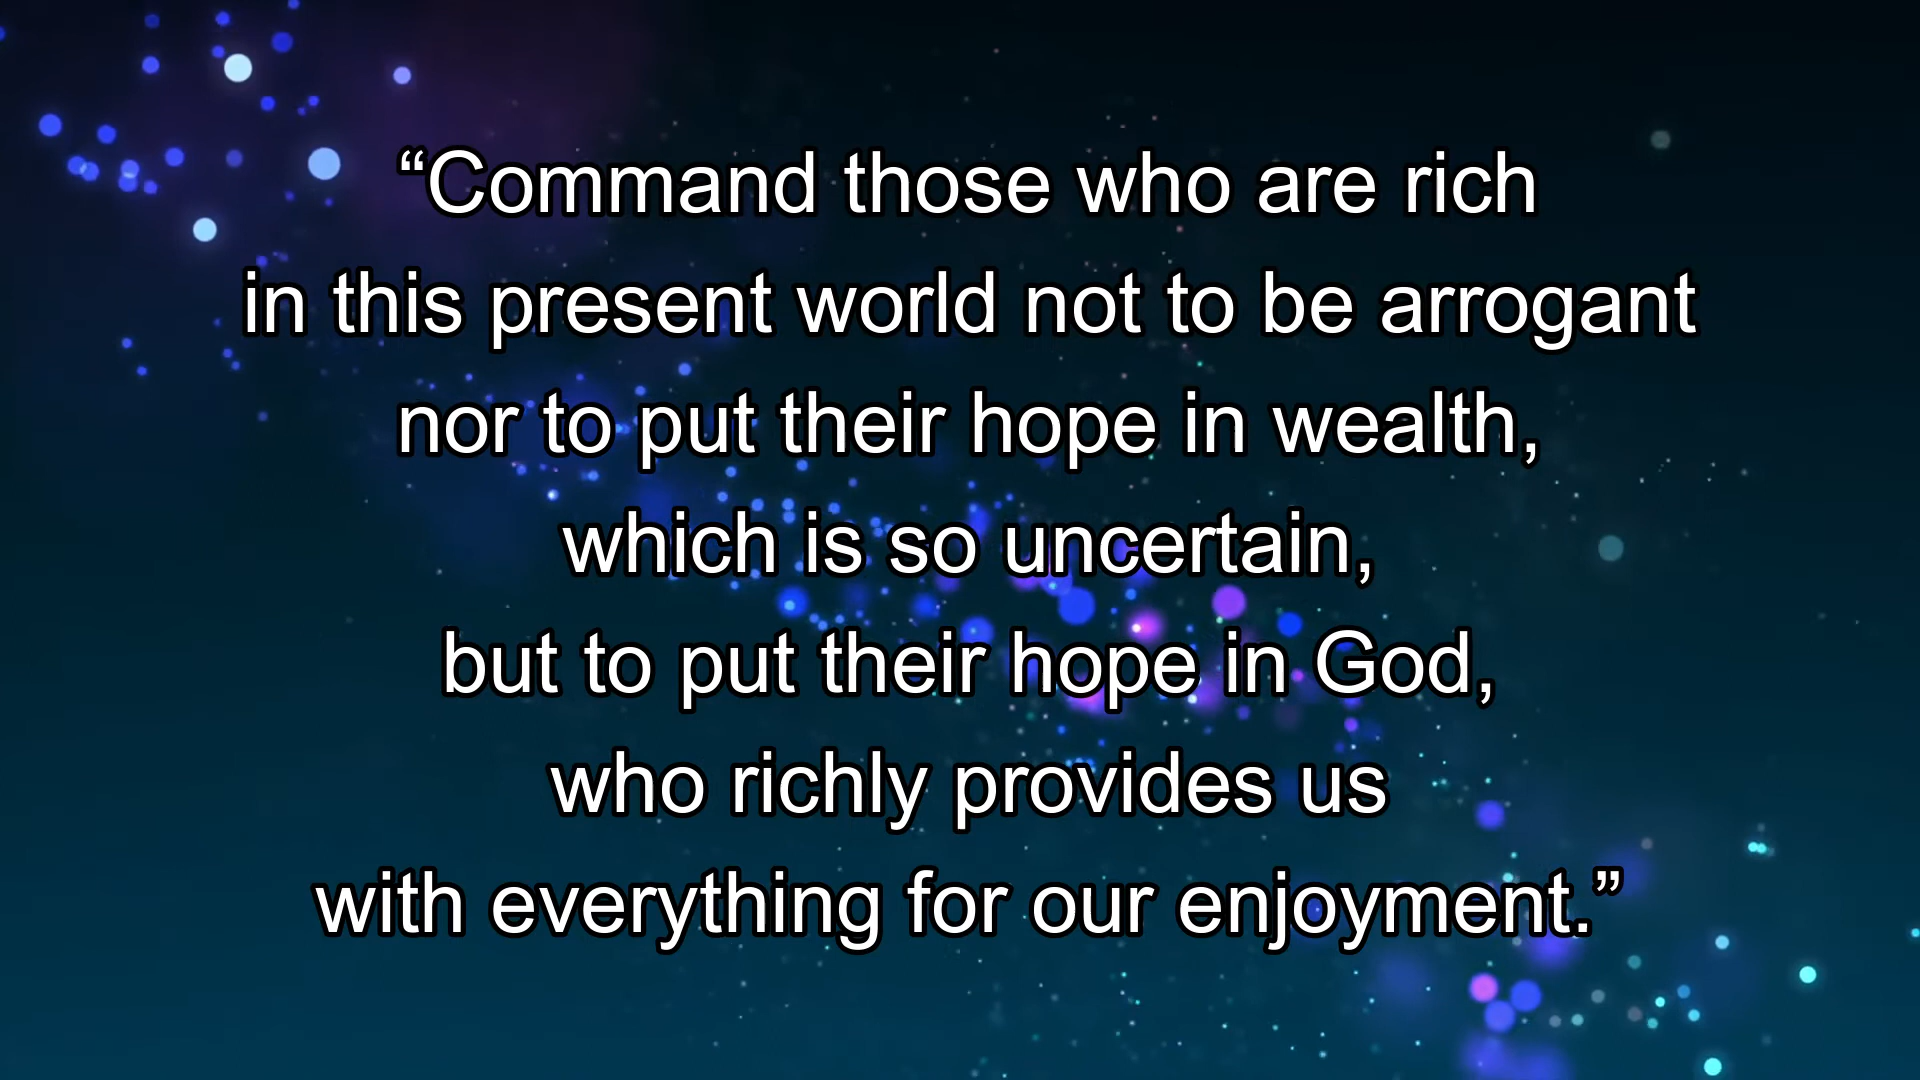 “Command those who are rich
in this present world not to be arrogant
nor to put their hope in wealth,
which is so uncertain,
but to put their hope in God,
who richly provides us
with everything for our enjoyment.”